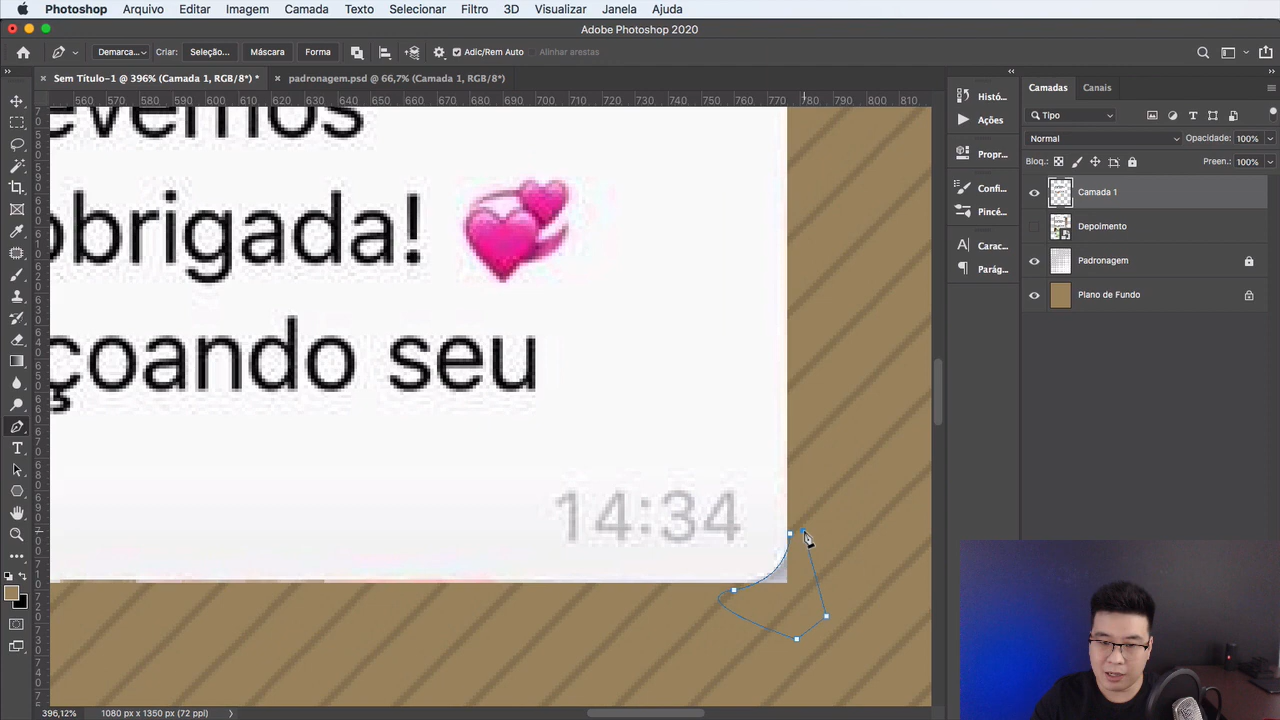 Photoshop Arquivo Editar Imagem Camada Texto Selecionar Filtro 3D Visualizar Janela Ajuda
Adobe Photoshop 2020
Demarca... Criar: Seleção... Máscara Forma Adic/Rem Auto Alinhar arestas
Sem Título-1 @ 396% (Camada 1, RGB/8*) * padronagem.psd @ 66,7% (Camada 1, RGB/8*)
560 570 580 590 600 610 620 630 640 650 660 670 680 690 700 710 720 730 740 750 760 770 780 790 800 810
evemos
obrigada!
çoando seu
14:34
Histó...
Ações
Propr...
Confi...
Pincé...
Carac...
Parág...
Camadas Canais
Tipo
Normal Opacidade: 100%
Bloq.: Preen.: 100%
Camada 1
Depoimento
Padronagem
Plano de Fundo
396,12% 1080 px x 1350 px (72 ppi)